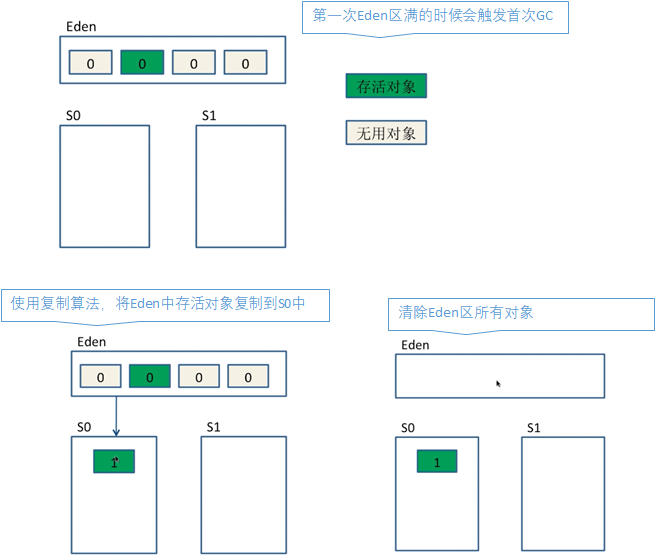 第一次Eden区满的时候会触发首次GC
Eden
0 0 0 0
存活对象
S0 S1
无用对象
使用复制算法，将Eden中存活对象复制到S0中
清除Eden区所有对象
Eden
0 0 0 0
S0 S1
1
Eden
S0 S1
1